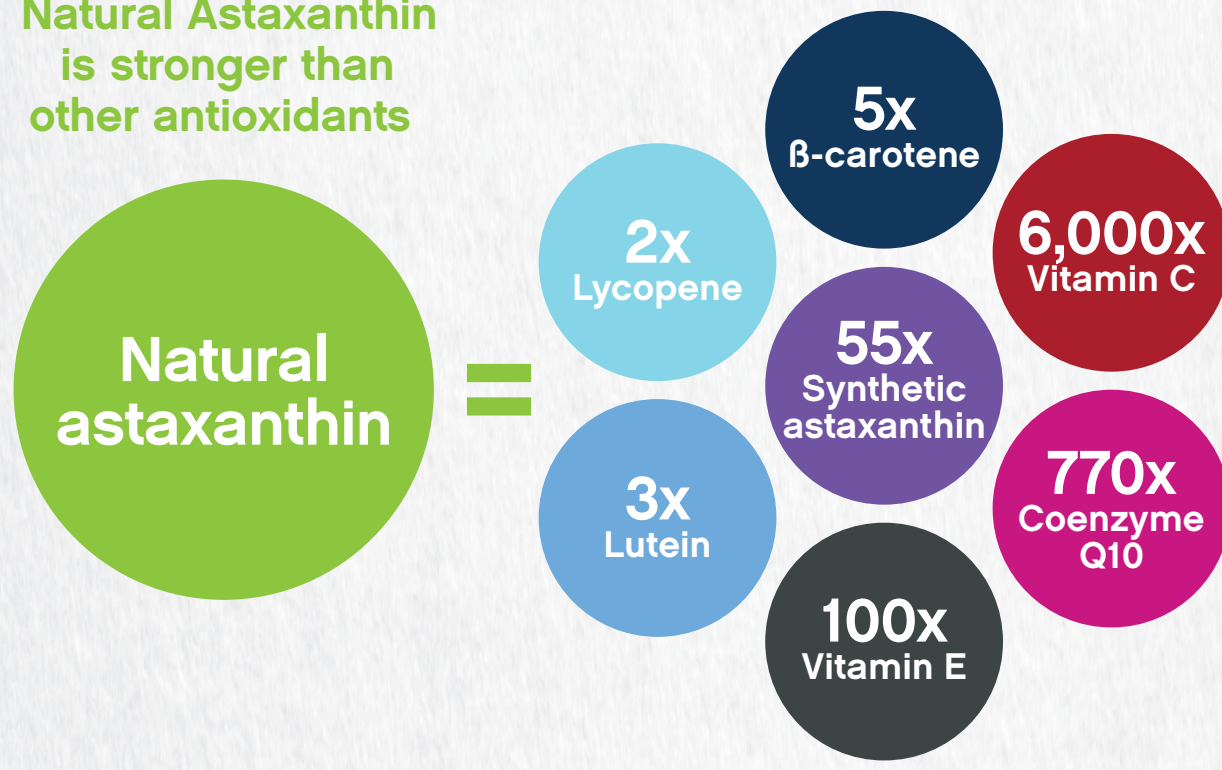 Natural Astaxanthin
is stronger than
other antioxidants
Natural
astaxanthin
=
2x
Lycopene
3x
Lutein
5x
ß-carotene
55x
Synthetic
astaxanthin
100x
Vitamin E
6,000x
Vitamin C
770x
Coenzyme
Q10